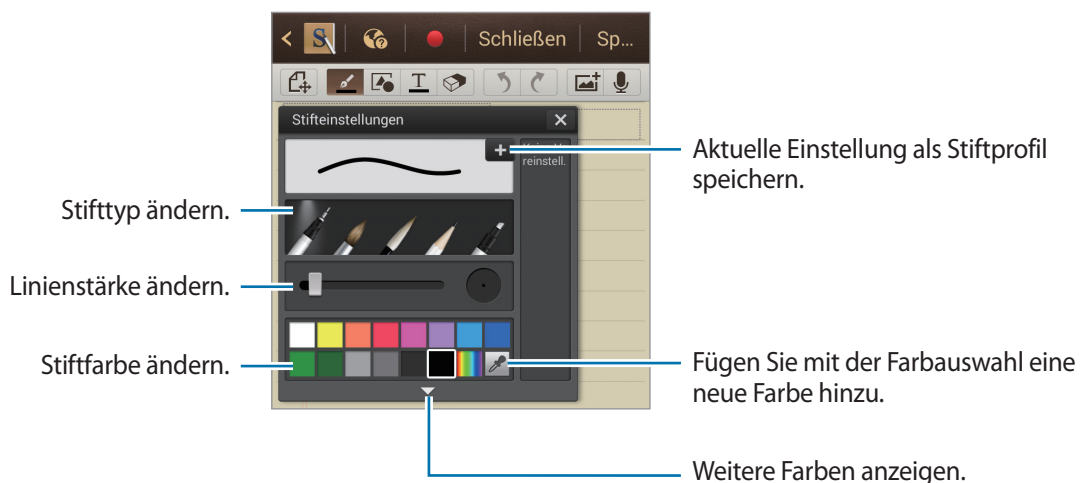 Schließen
Sp...
Stifteinstellungen
reinstell.
Aktuelle Einstellung als Stiftprofil
speichern.
Stifttyp ändern.
Linienstärke ändern.
Stiftfarbe ändern.
Fügen Sie mit der Farbauswahl eine
neue Farbe hinzu.
Weitere Farben anzeigen.